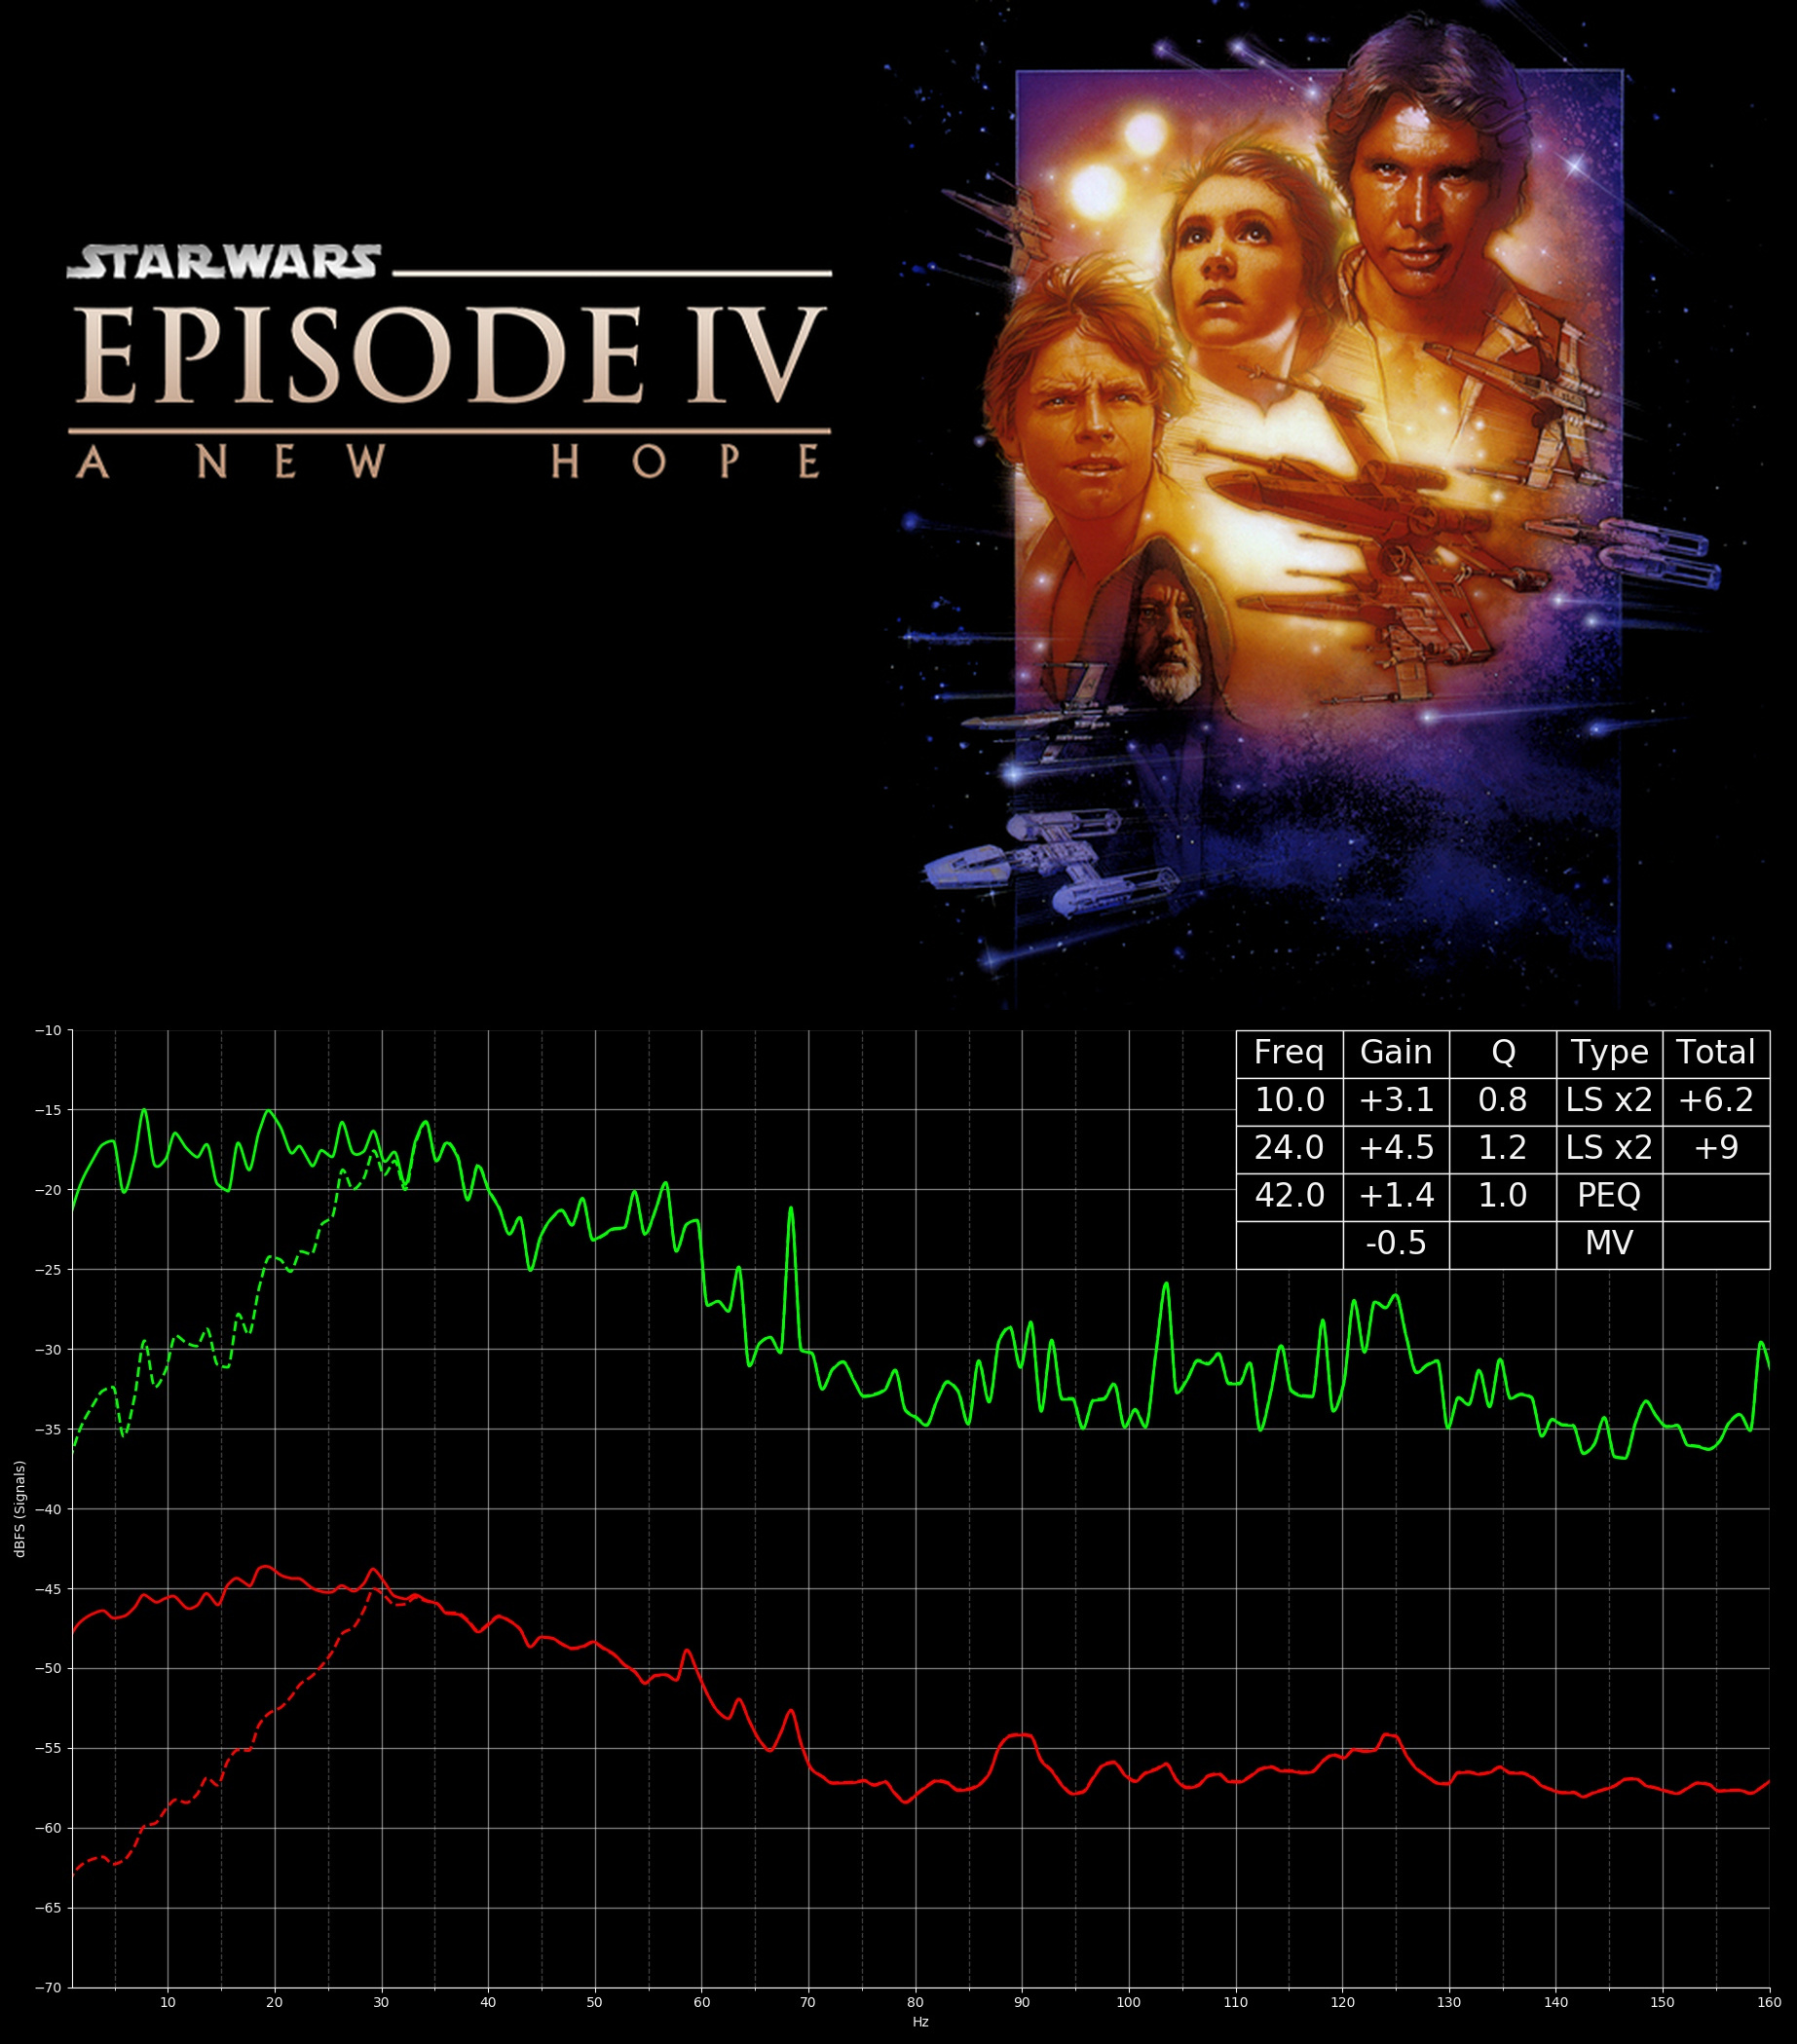 STAR WARS
EPISODE IV
A NEW HOPE
Freq Gain Q Type Total
10.0 +3.1 0.8 LS x2 +6.2
24.0 +4.5 1.2 LS x2 +9
42.0 +1.4 1.0 PEQ
-0.5 MV
−10
−15
−20
−25
−30
−35
−40
−45
−50
−55
−60
−65
−70
dBFS (Signals)
10 20 30 40 50 60 70 80 90 100 110 120 130 140 150 160
Hz